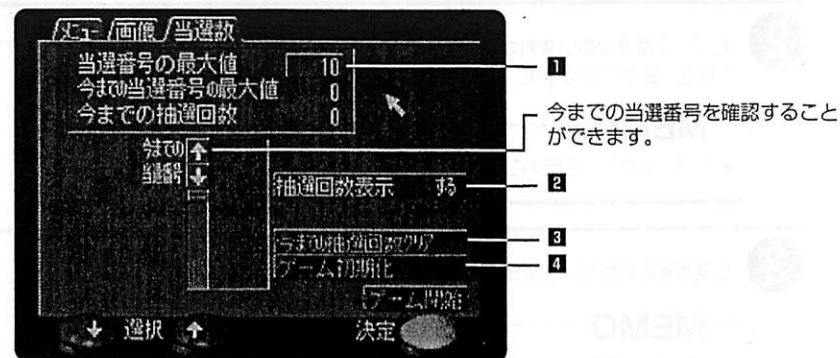 メニュー 画像 当選数
当選番号の最大値 10
今までの当選番号の最大値 0
今までの抽選回数 0
今までの
当選番号
抽選回数表示 する
今までの抽選回数クリア
ゲーム初期化
ゲーム開始
選択 決定
1
今までの当選番号を確認すること
ができます。
2
3
4
MEMO